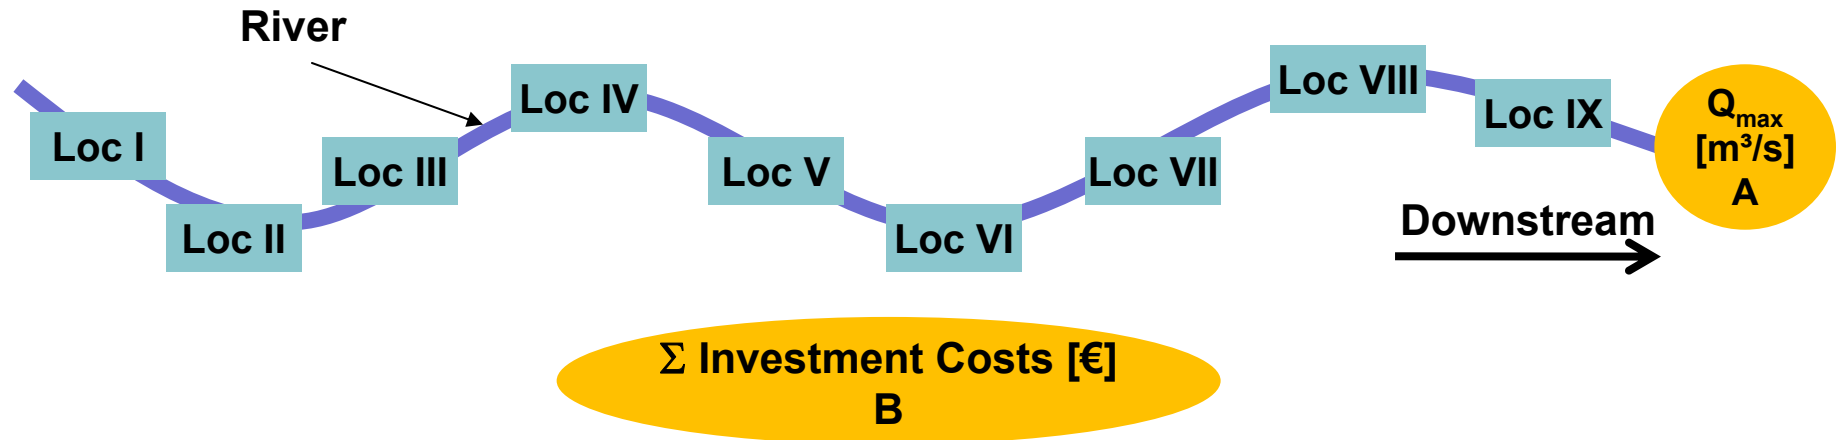 River
Loc I
Loc II
Loc III
Loc IV
Loc V
Loc VI
Loc VII
Loc VIII
Loc IX
Qmax
[m³/s]
A
Downstream
Σ Investment Costs [€]
B